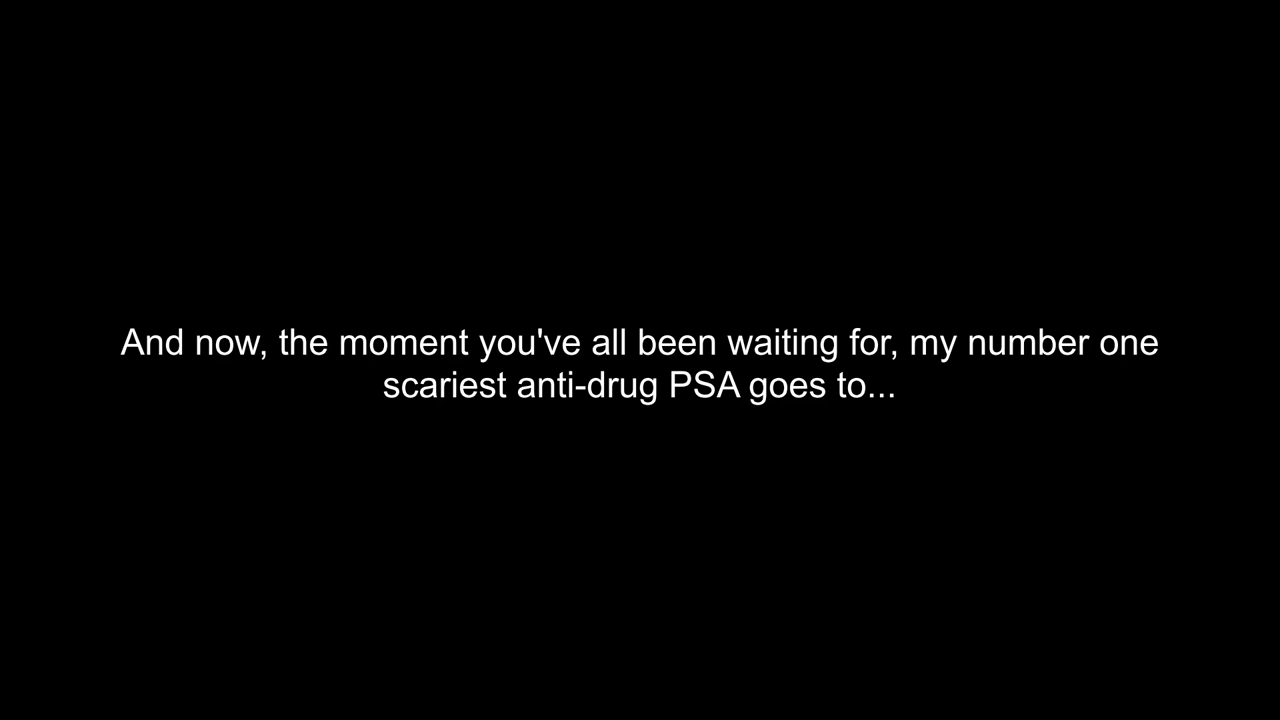 And now, the moment you've all been waiting for, my number one
scariest anti-drug PSA goes to...